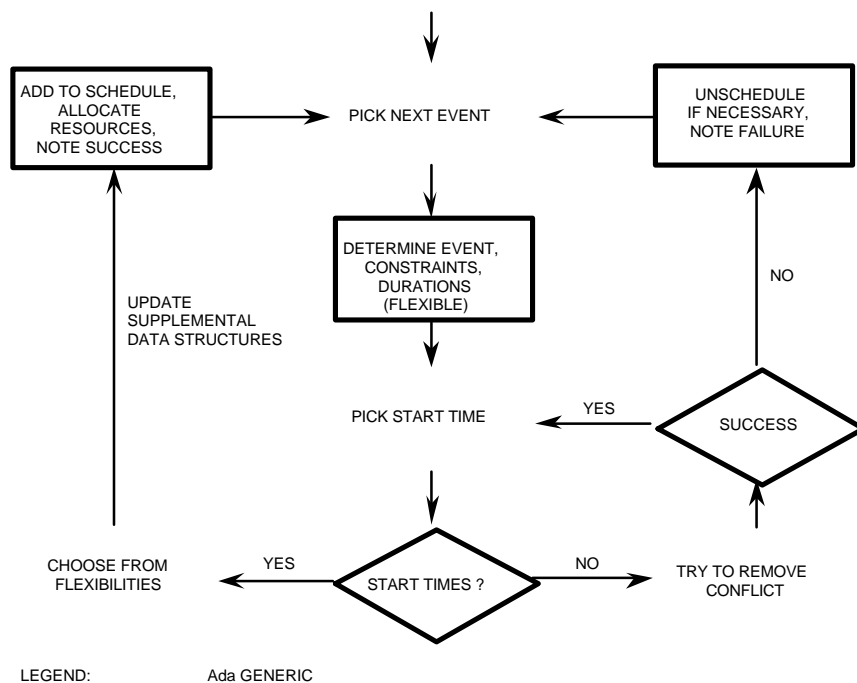 ADD TO SCHEDULE,
ALLOCATE
RESOURCES,
NOTE SUCCESS
PICK NEXT EVENT
UNSCHEDULE
IF NECESSARY,
NOTE FAILURE
DETERMINE EVENT,
CONSTRAINTS,
DURATIONS
(FLEXIBLE)
NO
UPDATE
SUPPLEMENTAL
DATA STRUCTURES
PICK START TIME
YES
SUCCESS
CHOOSE FROM
FLEXIBILITIES
YES
START TIMES ?
NO
TRY TO REMOVE
CONFLICT
LEGEND: Ada GENERIC